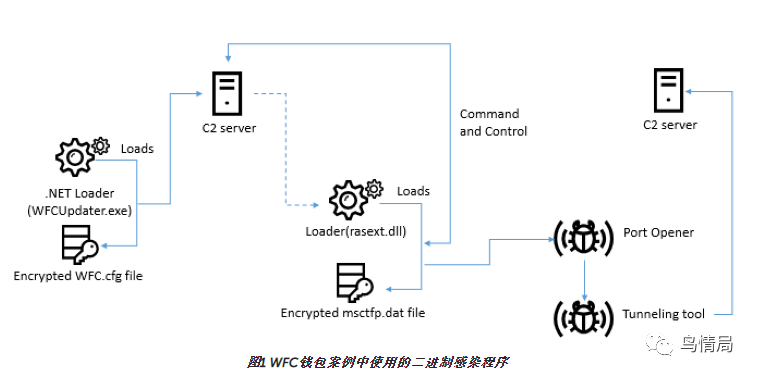 C2 server
Loads
.NET Loader
(WFCUpdater.exe)
Encrypted WFC.cfg file
Command
and Control
Loads
Loader(rasext.dll)
Encrypted msctfp.dat file
C2 server
Port Opener
Tunneling tool
鸟情局
图1 WFC钱包案例中使用的二进制感染程序